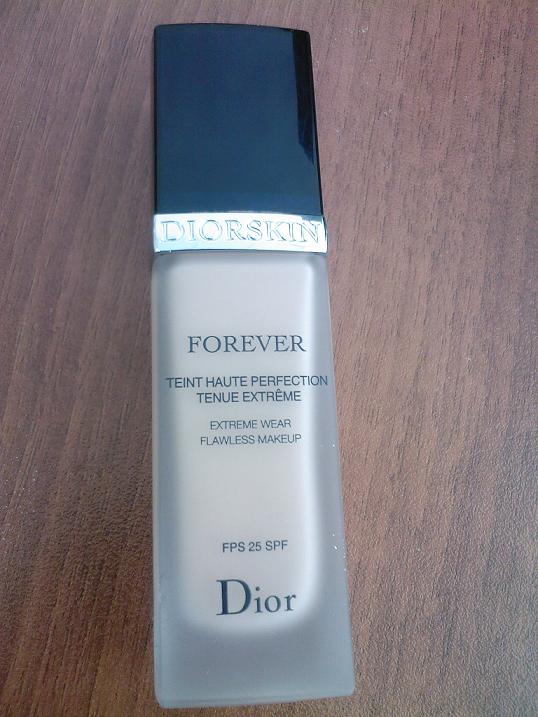 DIORSKIN
FOREVER
TEINT HAUTE PERFECTION
TENUE EXTRÊME
EXTREME WEAR
FLAWLESS MAKEUP
FPS 25 SPF
Dior